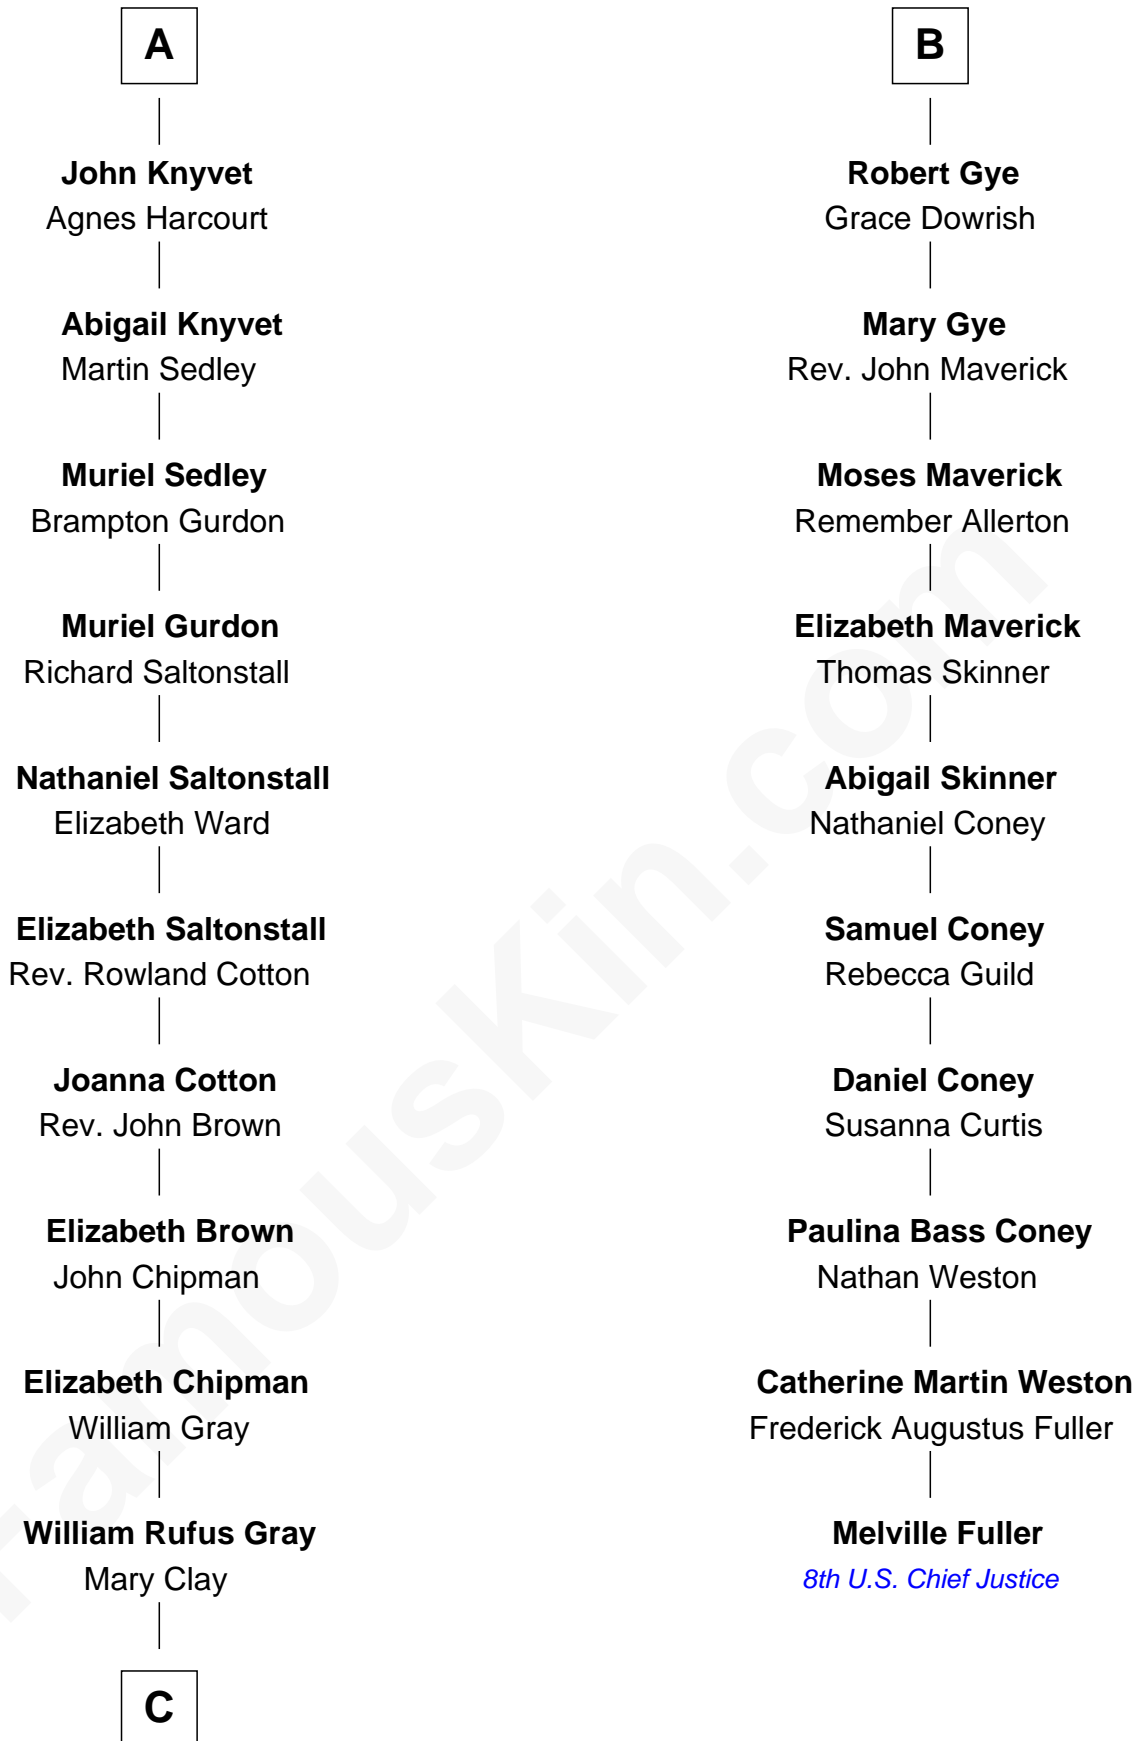 A
John Knyvet
Agnes Harcourt
Abigail Knyvet
Martin Sedley
Muriel Sedley
Brampton Gurdon
Muriel Gurdon
Richard Saltonstall
Nathaniel Saltonstall
Elizabeth Ward
Elizabeth Saltonstall
Rev. Rowland Cotton
Joanna Cotton
Rev. John Brown
Elizabeth Brown
John Chipman
Elizabeth Chipman
William Gray
William Rufus Gray
Mary Clay
C
B
Robert Gye
Grace Dowrish
Mary Gye
Rev. John Maverick
Moses Maverick
Remember Allerton
Elizabeth Maverick
Thomas Skinner
Abigail Skinner
Nathaniel Coney
Samuel Coney
Rebecca Guild
Daniel Coney
Susanna Curtis
Paulina Bass Coney
Nathan Weston
Catherine Martin Weston
Frederick Augustus Fuller
Melville Fuller
8th U.S. Chief Justice
FamousKin.com